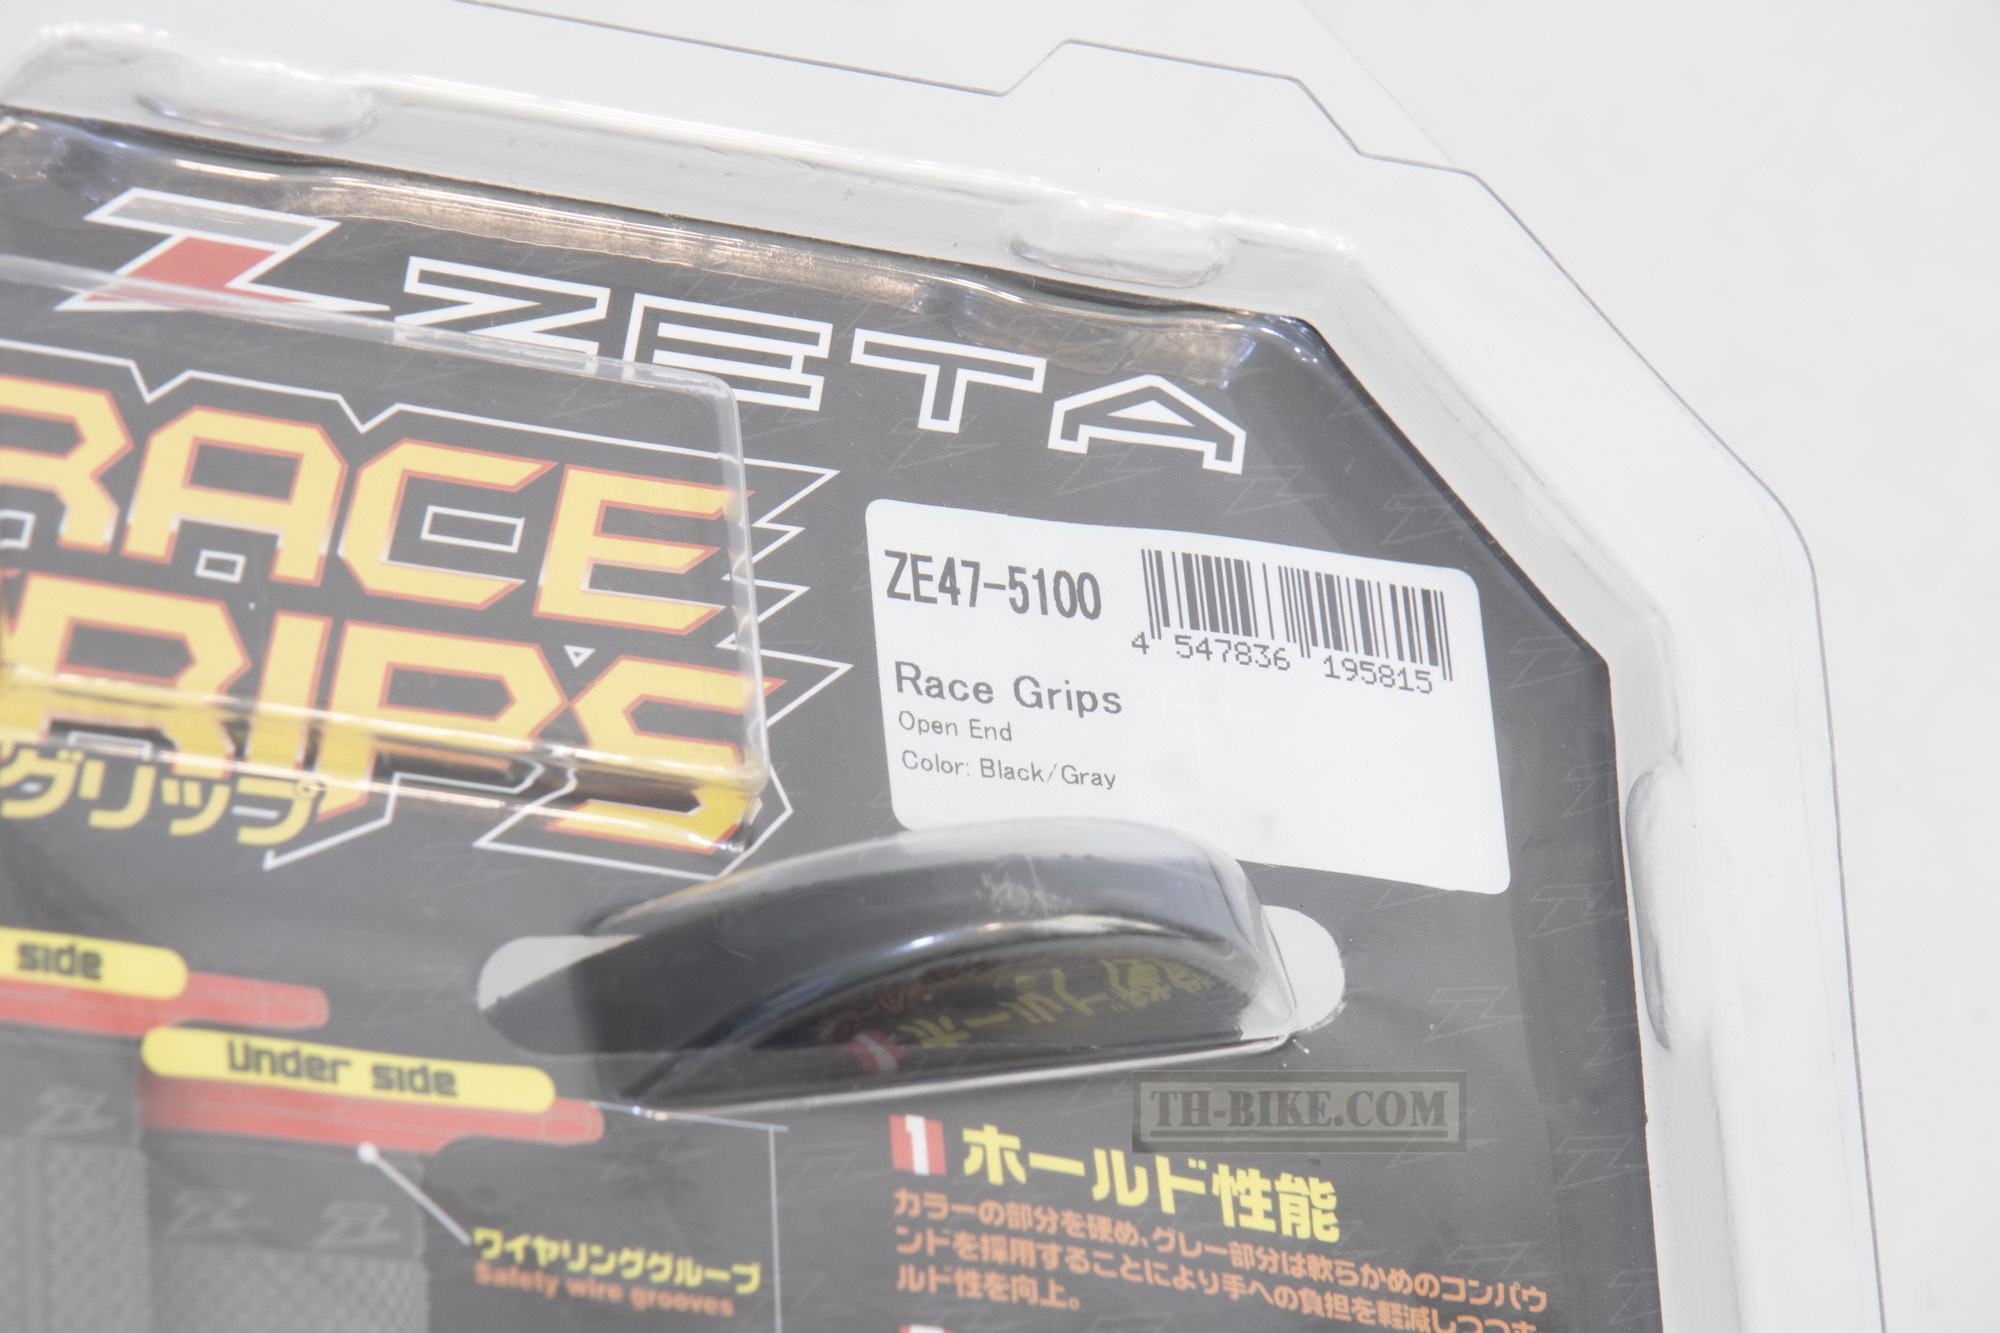 ZETA
RACE
GRIPS
グリップ
ZE47-5100
4 547836 195815
Race Grips
Open End
Color: Black/Gray
side
Under side
ワイヤリンググルーブ
Safety wire grooves
TH-BIKE.COM
1 ホールド性能
カラーの部分を硬め、グレー部分は軟らかめのコンパウ
ンドを採用することにより手への負担を軽減しつつホ
ルド性を向上。